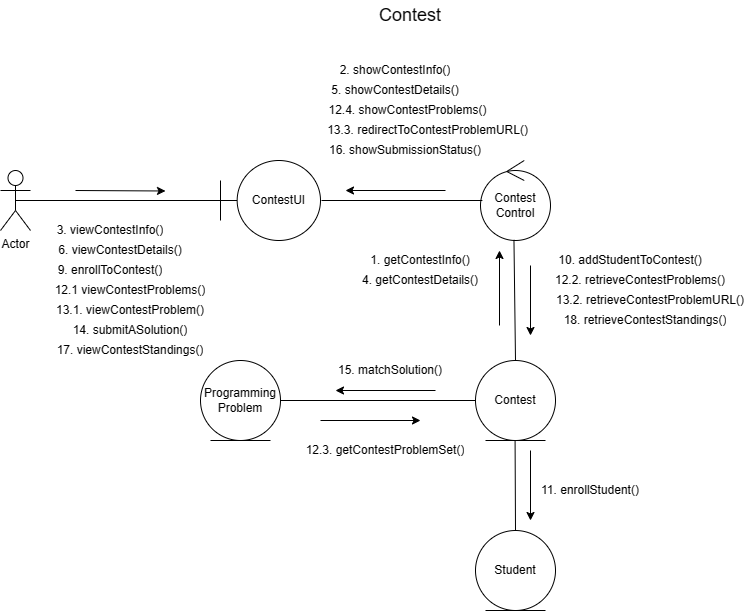 Contest
2. showContestInfo()
5. showContestDetails()
12.4. showContestProblems()
13.3. redirectToContestProblemURL()
16. showSubmissionStatus()
ContestUI
Contest
Control
Actor
3. viewContestInfo()
6. viewContestDetails()
9. enrollToContest()
12.1 viewContestProblems()
13.1. viewContestProblem()
14. submitASolution()
17. viewContestStandings()
1. getContestInfo()
4. getContestDetails()
10. addStudentToContest()
12.2. retrieveContestProblems()
13.2. retrieveContestProblemURL()
18. retrieveContestStandings()
15. matchSolution()
Programming
Problem
Contest
12.3. getContestProblemSet()
11. enrollStudent()
Student